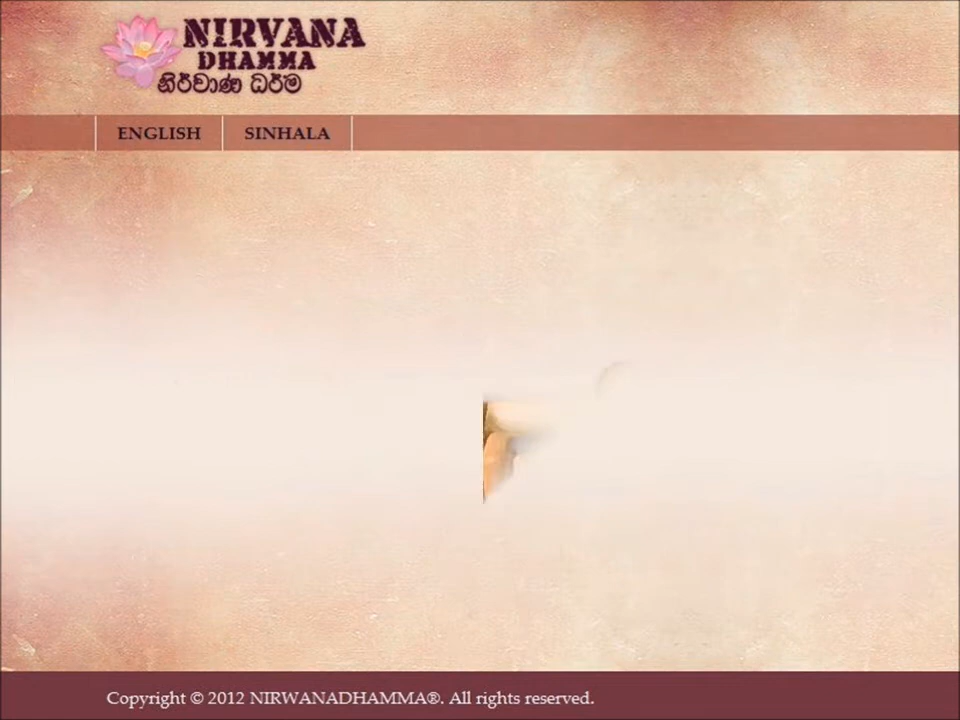 NIRVANA
DHAMMA
නිර්වාණ ධර්ම
ENGLISH SINHALA
Copyright © 2012 NIRWANADHAMMA®. All rights reserved.